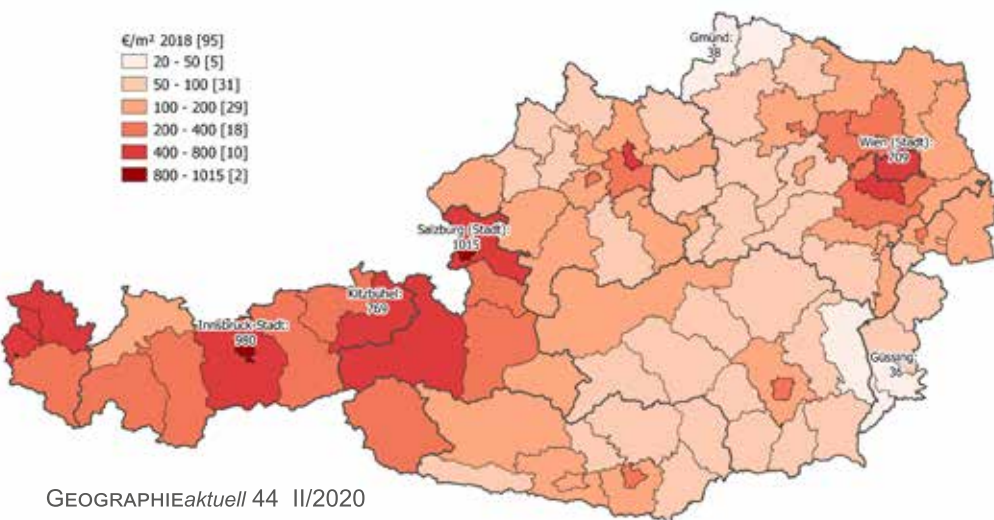 €/m² 2018 [95]
20 - 50 [5]
50 - 100 [31]
100 - 200 [29]
200 - 400 [18]
400 - 800 [10]
800 - 1015 [2]
Gmünd:
38
Wien (Stadt):
709
Salzburg (Stadt):
1015
Kitzbühel:
769
Innsbruck-Stadt:
980
Güssing:
36
GEOGRAPHIEaktuell 44 II/2020